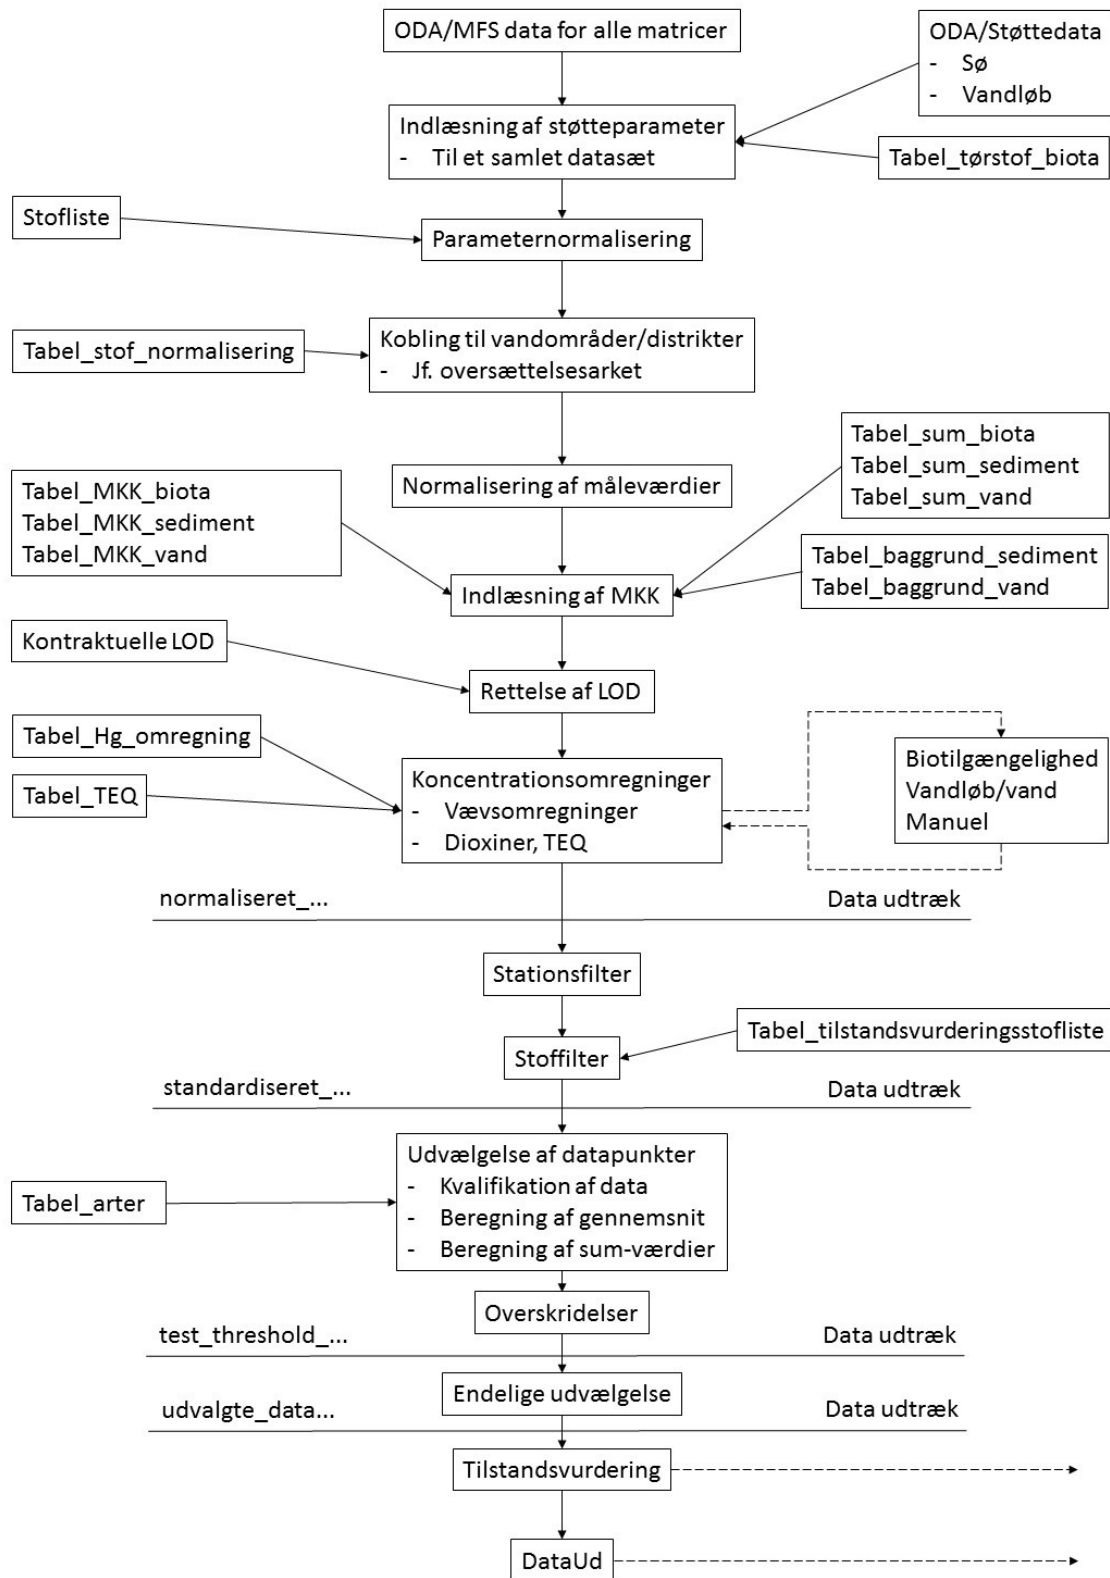 ODA/MFS data for alle matricer
ODA/Støttedata
- Sø
- Vandløb
Indlæsning af støtteparameter
- Til et samlet datasæt
Tabel_tørstof_biota
Stofliste
Parameternormalisering
Tabel_stof_normalisering
Kobling til vandområder/distrikter
- Jf. oversættelsesarket
Tabel_sum_biota
Tabel_sum_sediment
Tabel_sum_vand
Normalisering af måleværdier
Tabel_MKK_biota
Tabel_MKK_sediment
Tabel_MKK_vand
Tabel_baggrund_sediment
Tabel_baggrund_vand
Indlæsning af MKK
Kontraktuelle LOD
Rettelse af LOD
Tabel_Hg_omregning
Tabel_TEQ
Koncentrationsomregninger
- Vævsomregninger
- Dioxiner, TEQ
Biotilgængelighed
Vandløb/vand
Manuel
normaliseret_...
Data udtræk
Stationsfilter
Stoffilter
Tabel_tilstandsvurderingsstofliste
standardiseret_...
Data udtræk
Udvælgelse af datapunkter
- Kvalifikation af data
- Beregning af gennemsnit
- Beregning af sum-værdier
Tabel_arter
Overskridelser
test_threshold_...
Data udtræk
Endelige udvælgelse
udvalgte_data...
Data udtræk
Tilstandsvurdering
DataUd